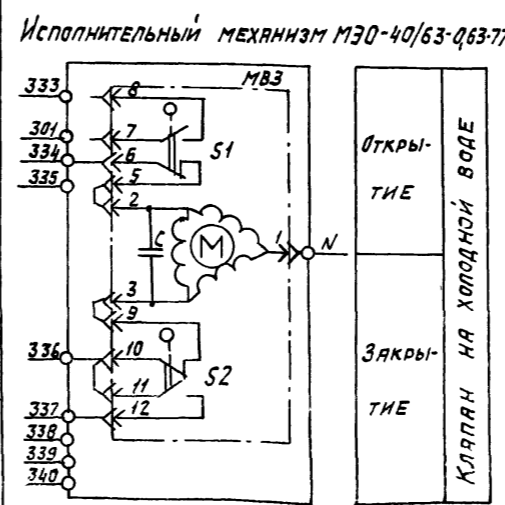 Исполнительный механизм МЭО-40/63-0,63-77
МВЗ
333
8
301
7
S1
334
6
335
5
2
C
М
1
N
3
9
336
10
S2
11
337
12
338
339
340
Откры-
тие
Закры-
тие
Клапан на холодной воде